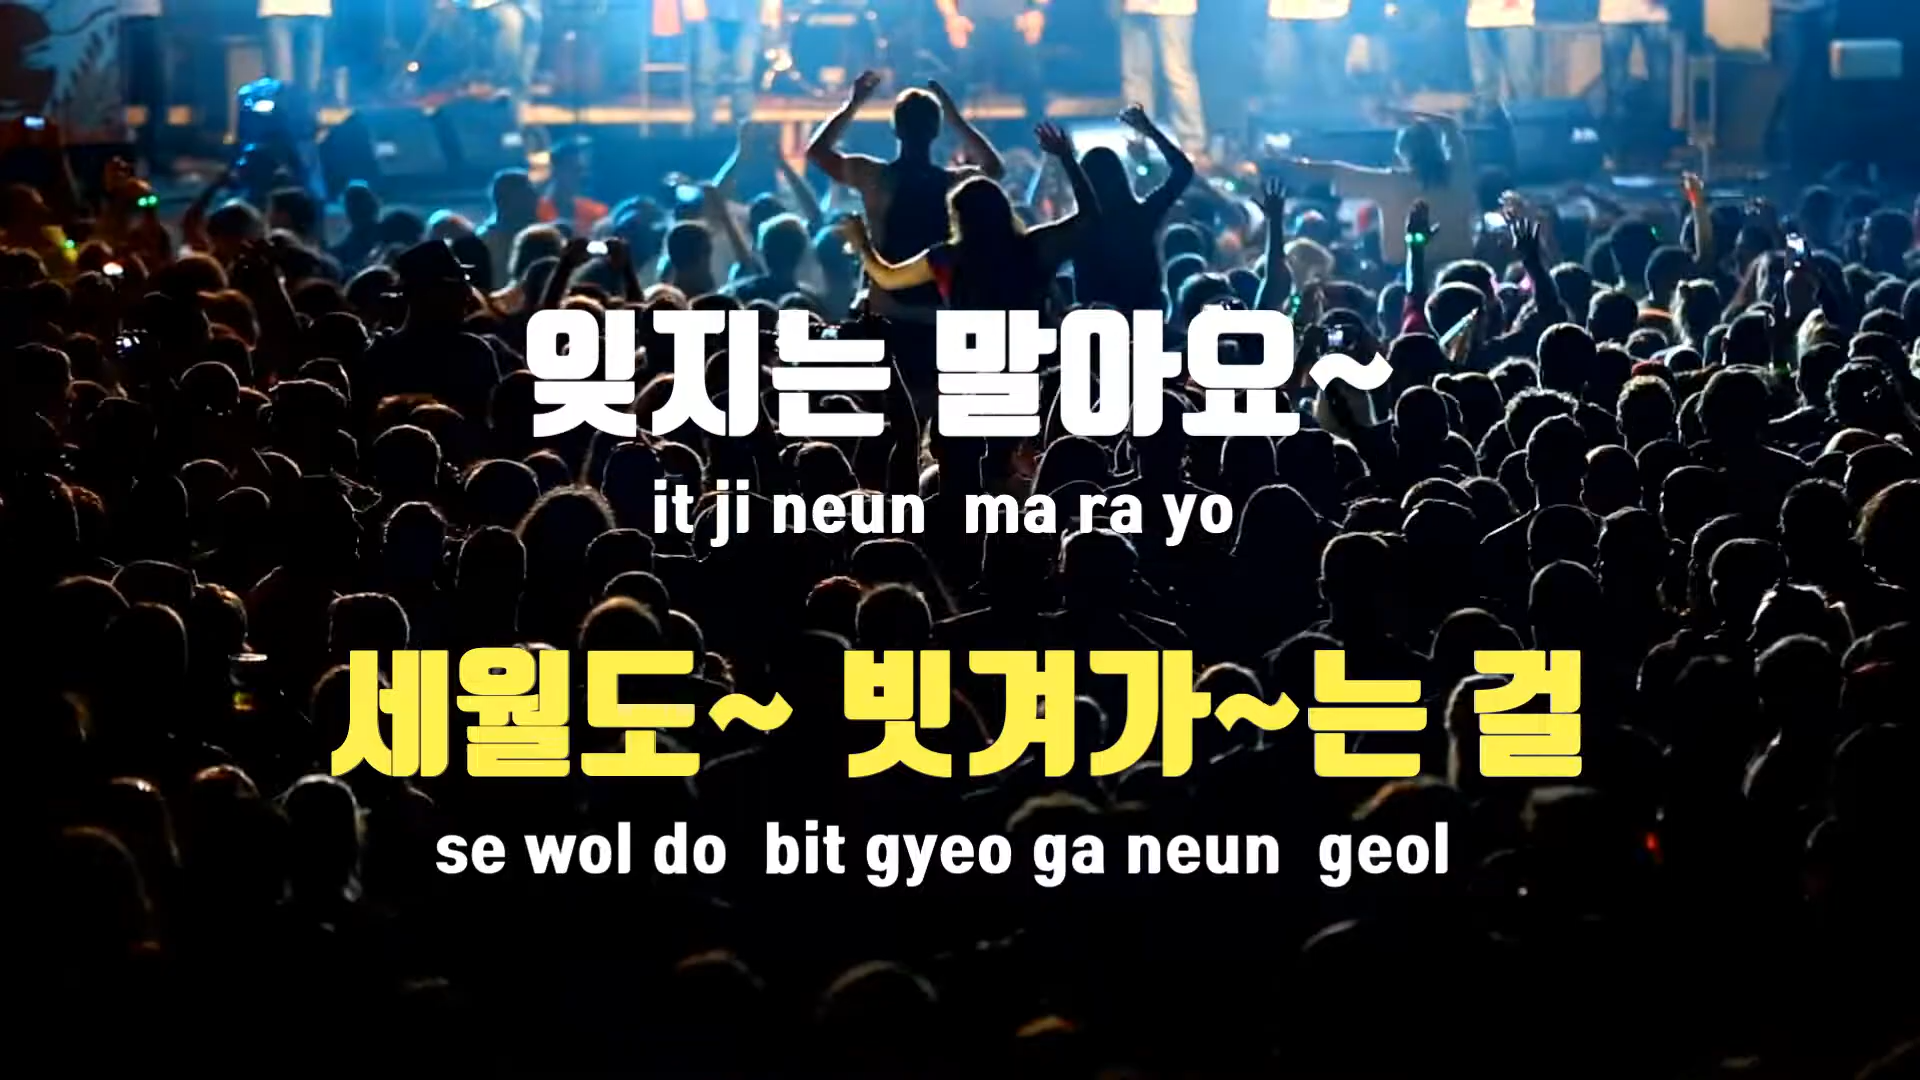 잊지는 말아요~
it ji neun ma ra yo
세월도~ 빗겨가~는 걸
se wol do bit gyeo ga neun geol